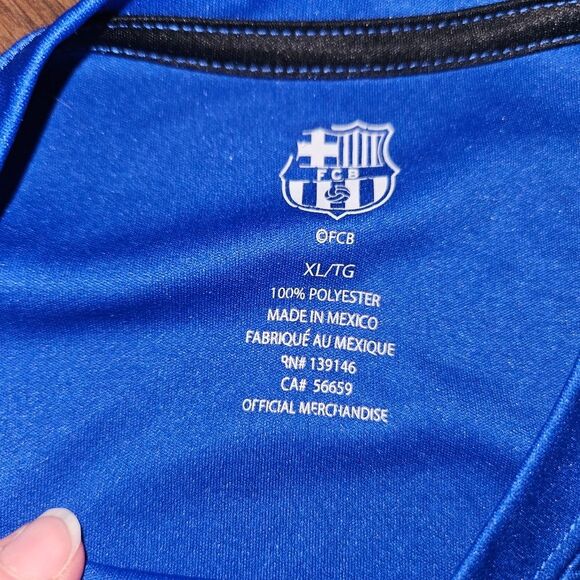 FCB
©FCB
XL/TG
100% POLYESTER
MADE IN MEXICO
FABRIQUÉ AU MEXIQUE
RN# 139146
CA# 56659
OFFICIAL MERCHANDISE